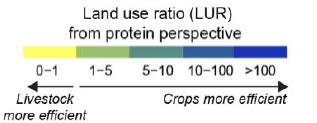 Land use ratio (LUR)
from protein perspective
0–1 1–5 5–10 10–100 >100
Livestock Crops more efficient
more efficient